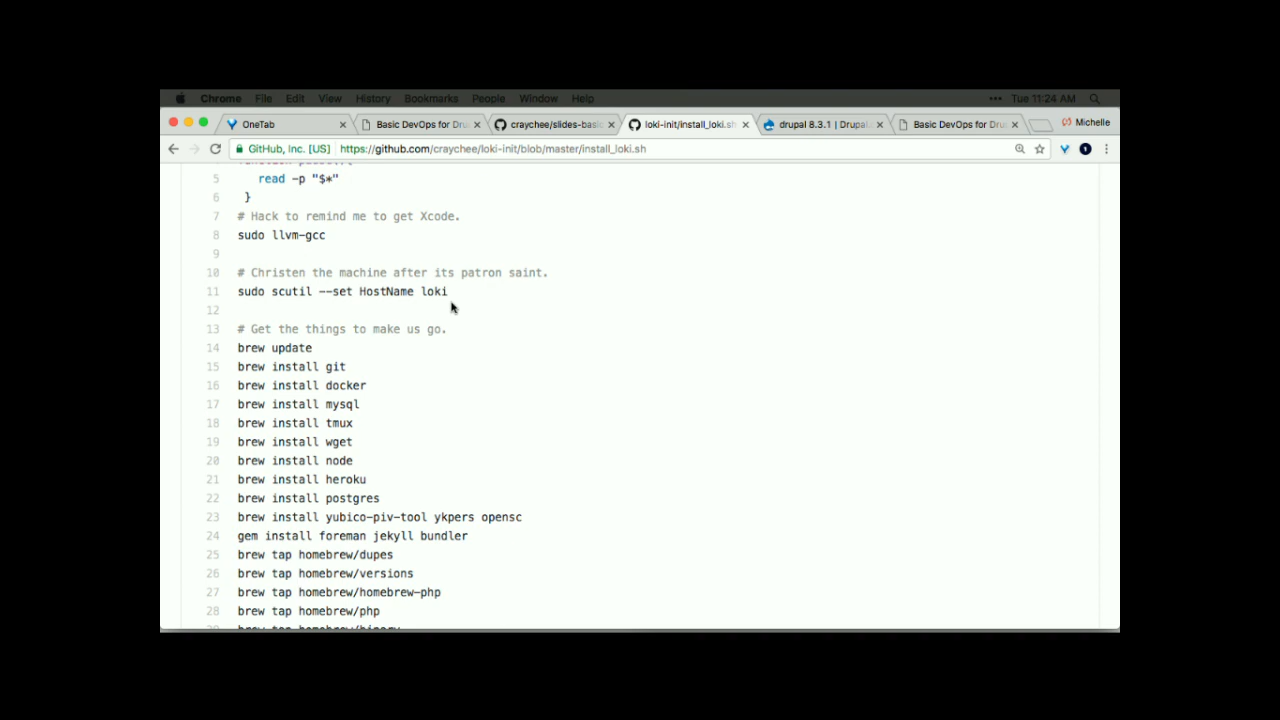 Chrome File Edit View History Bookmarks People Window Help ••• Tue 11:24 AM
OneTab Basic DevOps for Dru craychee/slides-basic loki-init/install_loki.sh drupal 8.3.1 | Drupal. Basic DevOps for Dru Michelle
GitHub, Inc. [US] https://github.com/craychee/loki-init/blob/master/install_loki.sh
5 read -p "$*"
6 }
7 # Hack to remind me to get Xcode.
8 sudo llvm-gcc
9
10 # Christen the machine after its patron saint.
11 sudo scutil --set HostName loki
12
13 # Get the things to make us go.
14 brew update
15 brew install git
16 brew install docker
17 brew install mysql
18 brew install tmux
19 brew install wget
20 brew install node
21 brew install heroku
22 brew install postgres
23 brew install yubico-piv-tool ykpers opensc
24 gem install foreman jekyll bundler
25 brew tap homebrew/dupes
26 brew tap homebrew/versions
27 brew tap homebrew/homebrew-php
28 brew tap homebrew/php